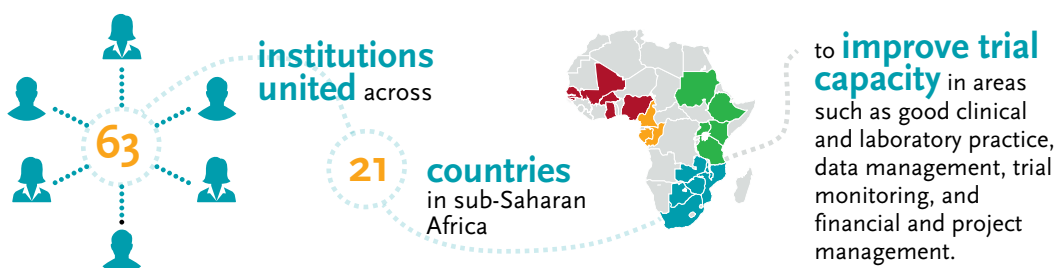 63
institutions
united across
21
countries
in sub-Saharan
Africa
to improve trial
capacity in areas
such as good clinical
and laboratory practice,
data management, trial
monitoring, and
financial and project
management.